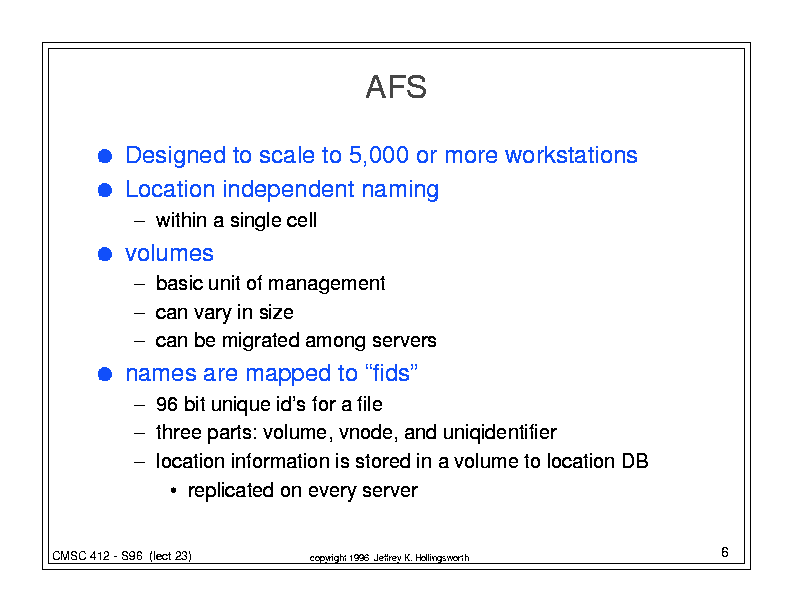 AFS
● Designed to scale to 5,000 or more workstations
● Location independent naming
– within a single cell
● volumes
– basic unit of management
– can vary in size
– can be migrated among servers
● names are mapped to “fids”
– 96 bit unique id’s for a file
– three parts: volume, vnode, and uniqidentifier
– location information is stored in a volume to location DB
• replicated on every server
CMSC 412 - S96 (lect 23)
copyright 1996 Jeffrey K. Hollingsworth
6